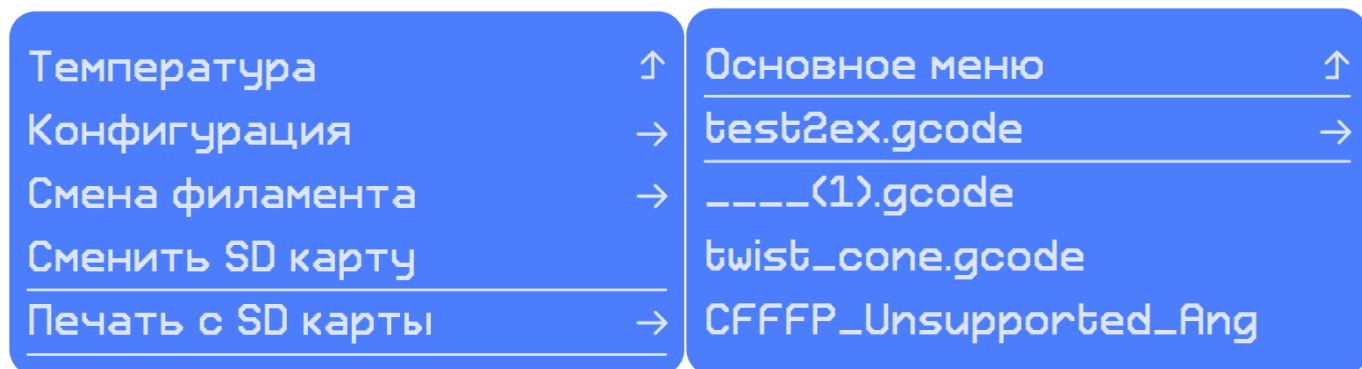 Температура
Конфигурация
Смена филамента
Сменить SD карту
Печать с SD карты
Основное меню
test2ex.gcode
____(1).gcode
twist_cone.gcode
CFFFP_Unsupported_Ang